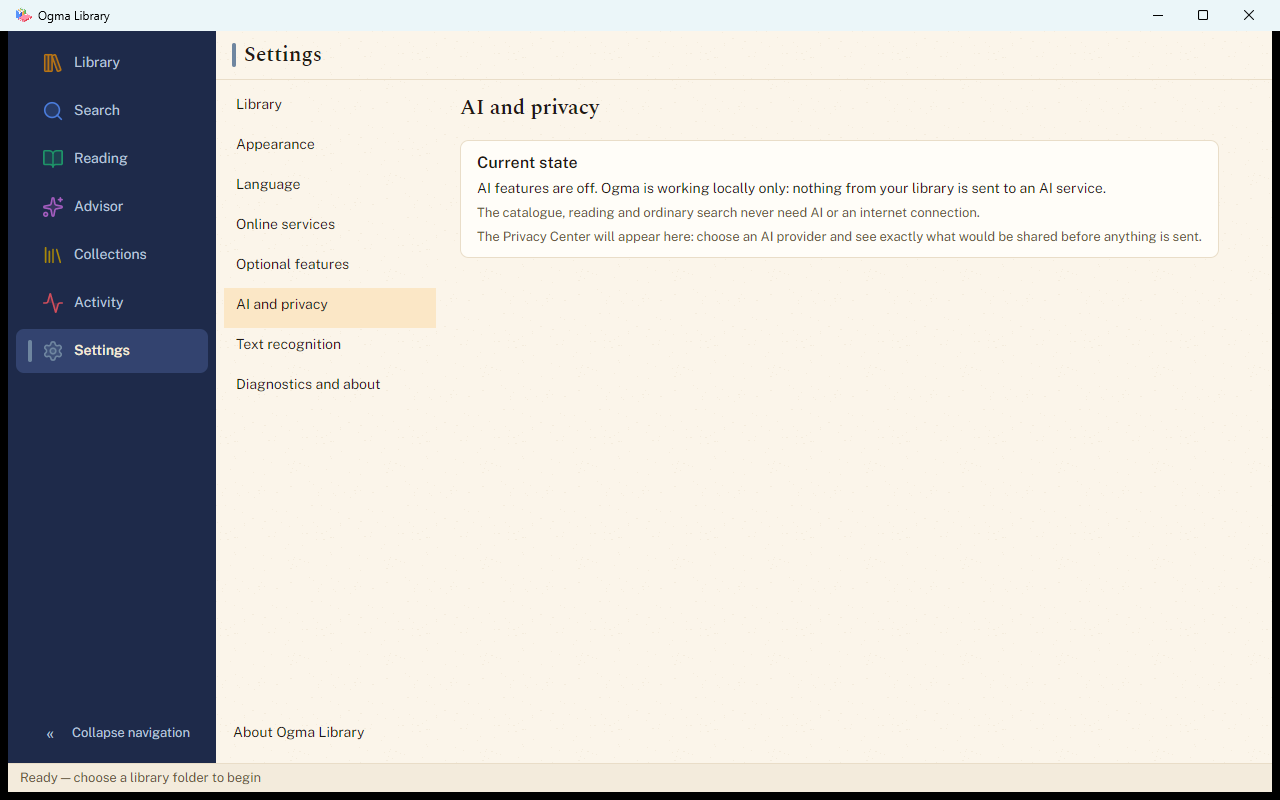 Ogma Library
Library
Search
Reading
Advisor
Collections
Activity
Settings
« Collapse navigation
Settings
Library
Appearance
Language
Online services
Optional features
AI and privacy
Text recognition
Diagnostics and about
About Ogma Library
AI and privacy
Current state
AI features are off. Ogma is working locally only: nothing from your library is sent to an AI service.
The catalogue, reading and ordinary search never need AI or an internet connection.
The Privacy Center will appear here: choose an AI provider and see exactly what would be shared before anything is sent.
Ready — choose a library folder to begin